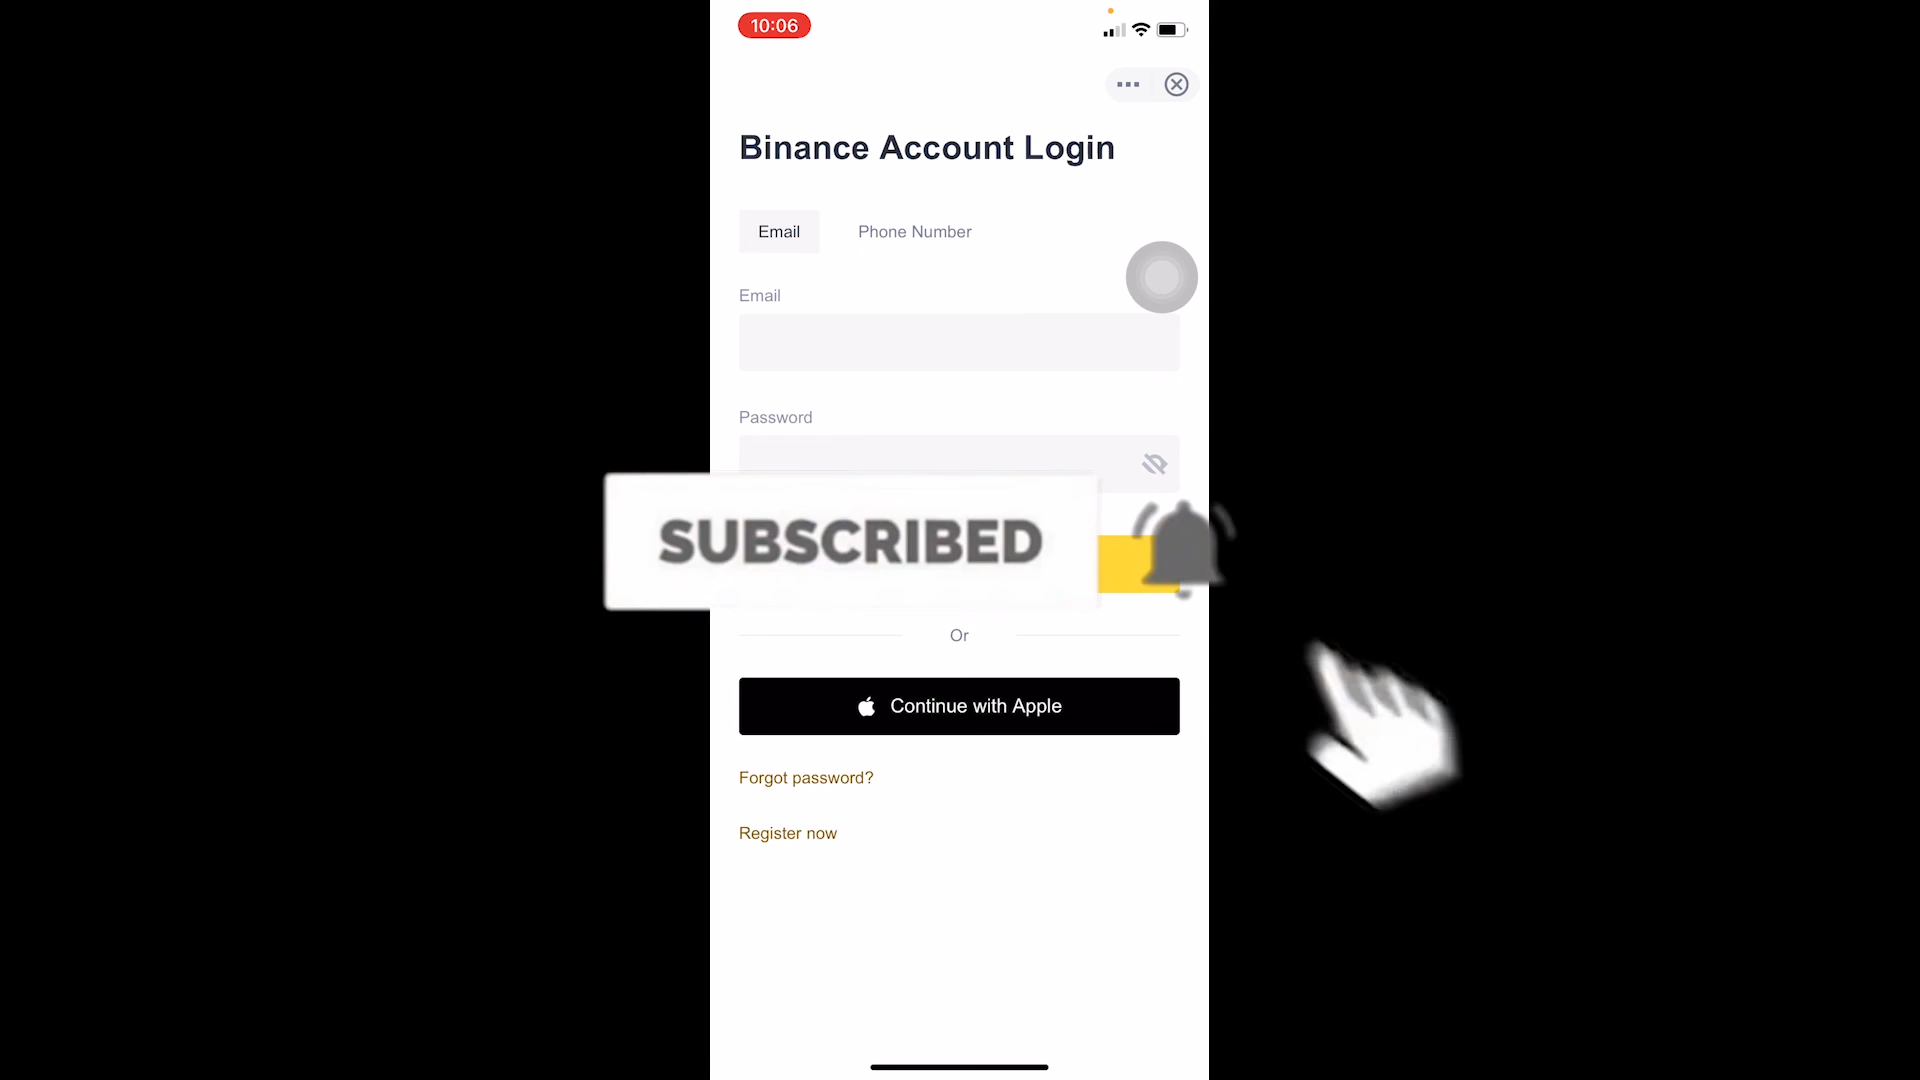 10:06
Binance Account Login
Email
Phone Number
Email
Password
SUBSCRIBED
Or
Continue with Apple
Forgot password?
Register now